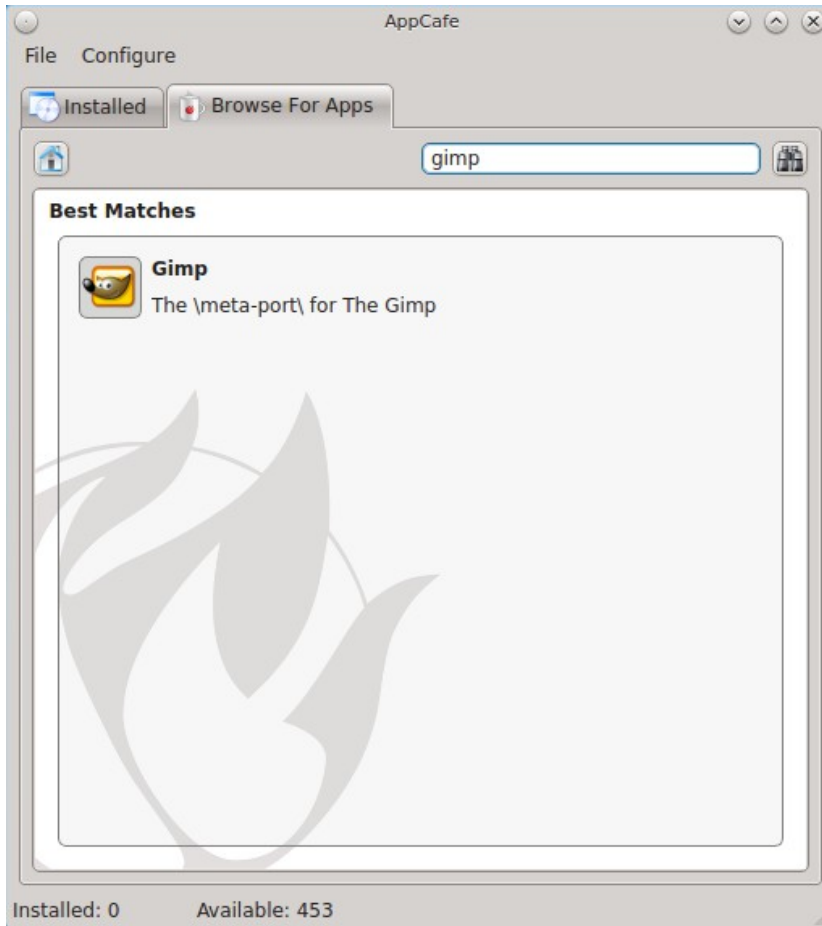 AppCafe
File Configure
Installed Browse For Apps
gimp
Best Matches
Gimp
The \meta-port\ for The Gimp
Installed: 0 Available: 453